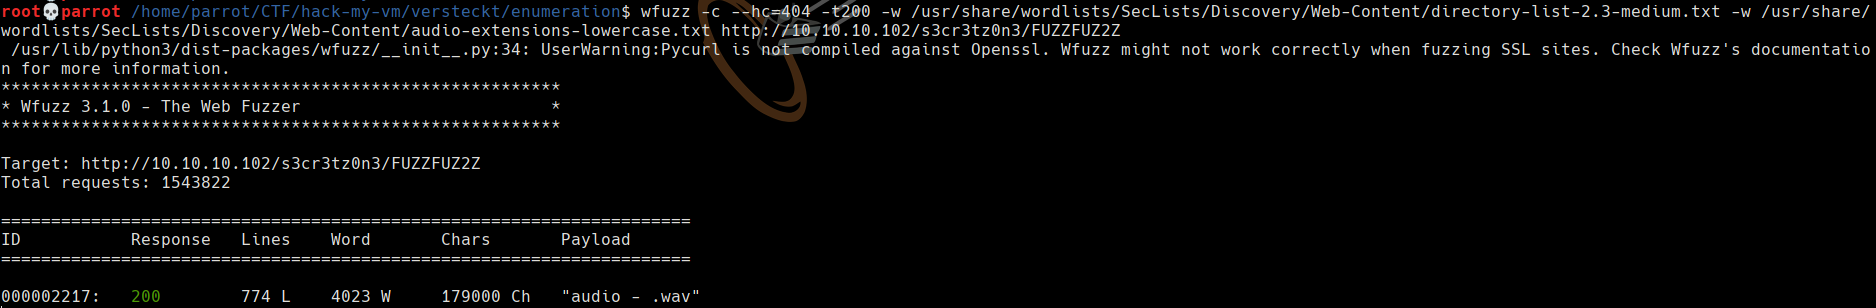 root💀parrot /home/parrot/CTF/hack-my-vm/versteckt/enumeration$ wfuzz -c --hc=404 -t200 -w /usr/share/wordlists/SecLists/Discovery/Web-Content/directory-list-2.3-medium.txt -w /usr/share/
wordlists/SecLists/Discovery/Web-Content/audio-extensions-lowercase.txt http://10.10.10.102/s3cr3tz0n3/FUZZFUZ2Z
 /usr/lib/python3/dist-packages/wfuzz/__init__.py:34: UserWarning:Pycurl is not compiled against Openssl. Wfuzz might not work correctly when fuzzing SSL sites. Check Wfuzz's documentatio
n for more information.
********************************************************
* Wfuzz 3.1.0 - The Web Fuzzer                         *
********************************************************
Target: http://10.10.10.102/s3cr3tz0n3/FUZZFUZ2Z
Total requests: 1543822
=====================================================================
ID           Response   Lines    Word       Chars       Payload
=====================================================================
000002217:   200        774 L    4023 W     179000 Ch   "audio - .wav"